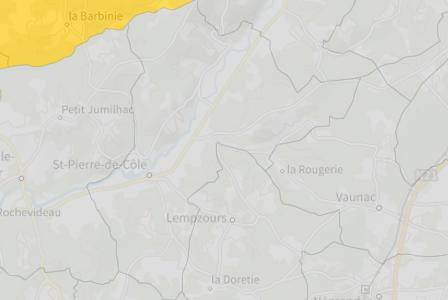 la Barbinie
Petit Jumilhac
St-Pierre-de-Côle
la Rougerie
Vaunac
Rochevideau
Lempzours
la Doretie